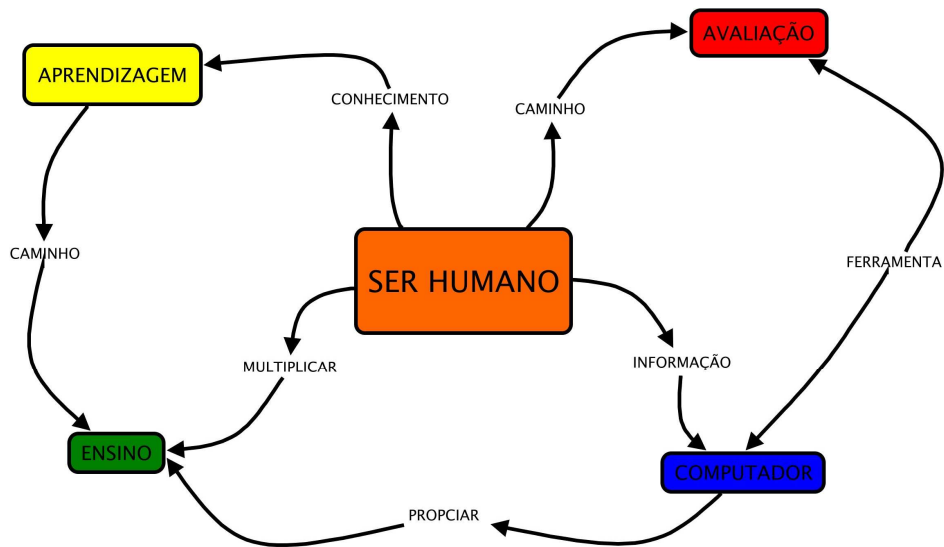 AVALIAÇÃO
APRENDIZAGEM
CONHECIMENTO
CAMINHO
CAMINHO
FERRAMENTA
SER HUMANO
MULTIPLICAR
INFORMAÇÃO
ENSINO
COMPUTADOR
PROPCIAR